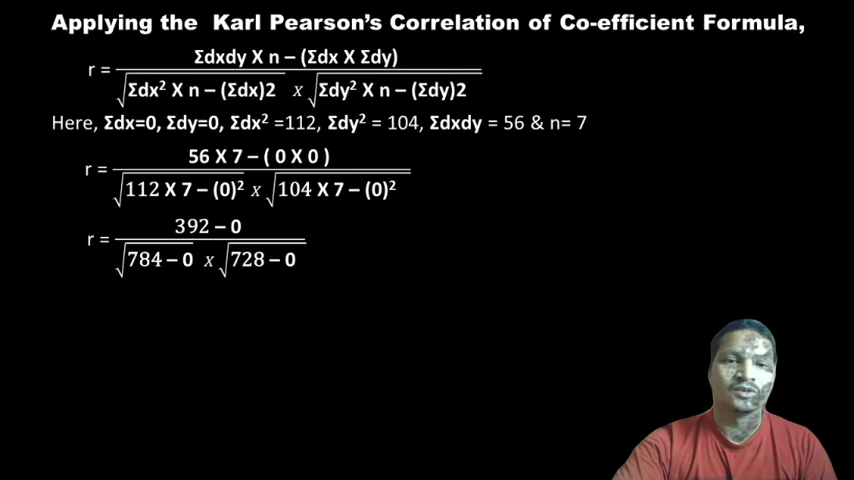 Applying the Karl Pearson's Correlation of Co-efficient Formula,
r = Σdxdy X n – (Σdx X Σdy)
√Σdx² X n – (Σdx)2 x √Σdy² X n – (Σdy)2
Here, Σdx=0, Σdy=0, Σdx² =112, Σdy² = 104, Σdxdy = 56 & n= 7
r = 56 X 7 – ( 0 X 0 )
√112 X 7 – (0)² x √104 X 7 – (0)²
r = 392 – 0
√784 – 0 x √728 – 0